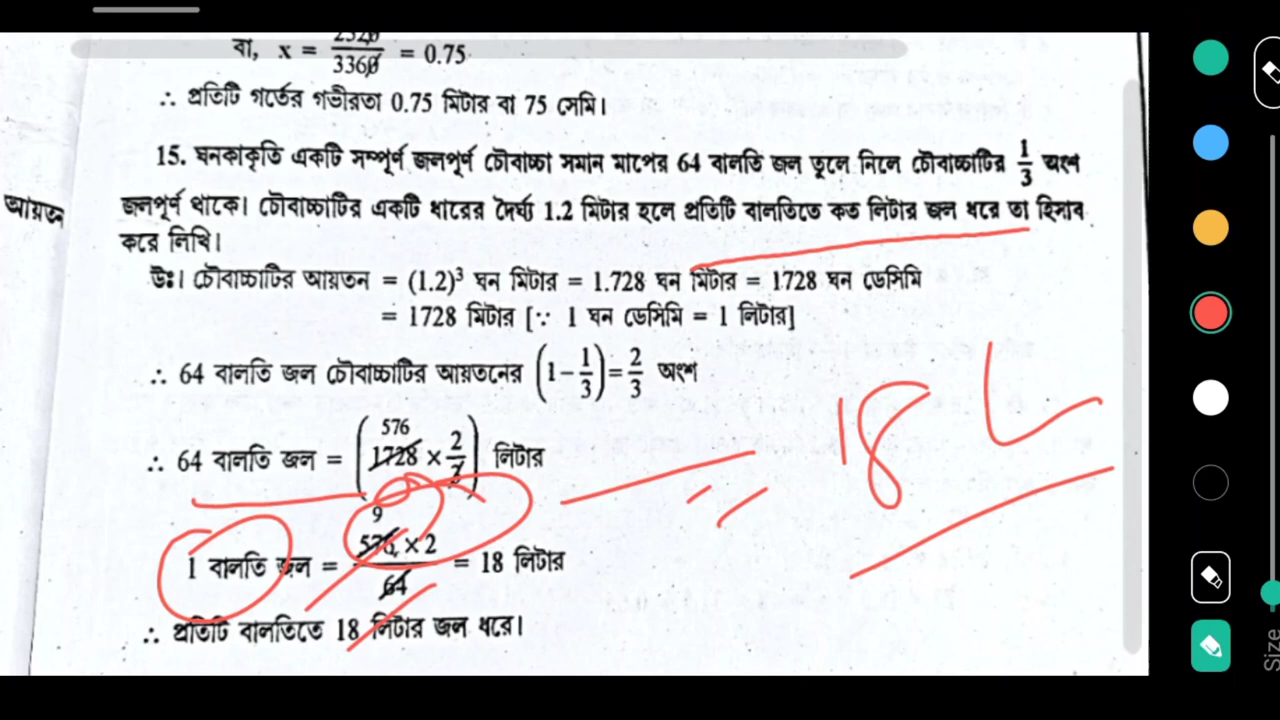 বা, x = 2520/3360 = 0.75
∴ প্রতিটি গর্তের গভীরতা 0.75 মিটার বা 75 সেমি।
15. ঘনকাকৃতি একটি সম্পূর্ণ জলপূর্ণ চৌবাচ্চা সমান মাপের 64 বালতি জল তুলে নিলে চৌবাচ্চাটির 1/3 অংশ
আয়তন
জলপূর্ণ থাকে। চৌবাচ্চাটির একটি ধারের দৈর্ঘ্য 1.2 মিটার হলে প্রতিটি বালতিতে কত লিটার জল ধরে তা হিসাব
করে লিখি।
উঃ। চৌবাচ্চাটির আয়তন = (1.2)³ ঘন মিটার = 1.728 ঘন মিটার = 1728 ঘন ডেসিমি
= 1728 মিটার [∵ 1 ঘন ডেসিমি = 1 লিটার]
∴ 64 বালতি জল চৌবাচ্চাটির আয়তনের (1 − 1/3) = 2/3 অংশ
576
∴ 64 বালতি জল = (1728 × 2/3) লিটার
18 L
9
1 বালতি জল = 576 × 2/64 = 18 লিটার
∴ প্রতিটি বালতিতে 18 লিটার জল ধরে।
Size